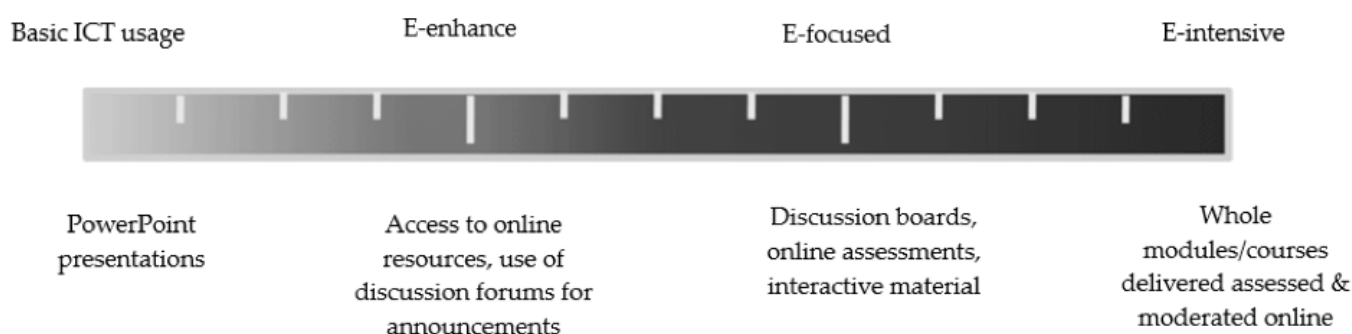 Basic ICT usage
E-enhance
E-focused
E-intensive
PowerPoint
presentations
Access to online
resources, use of
discussion forums for
announcements
Discussion boards,
online assessments,
interactive material
Whole
modules/courses
delivered assessed &
moderated online